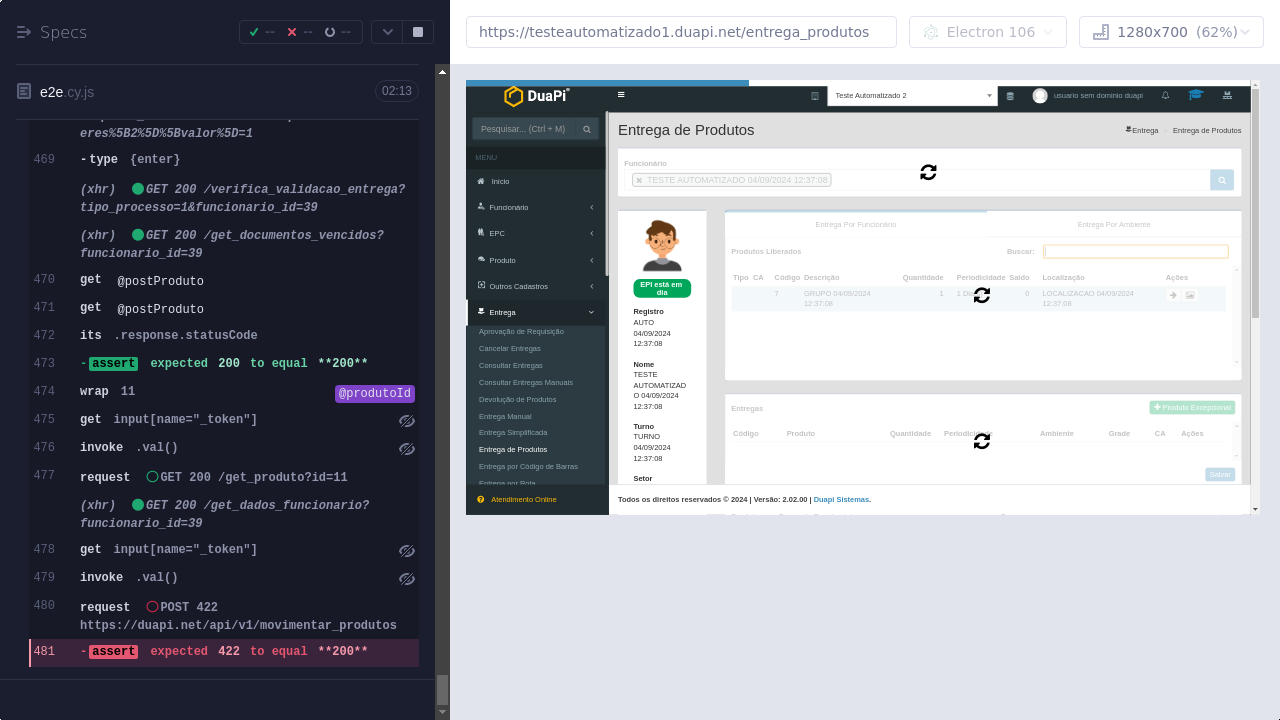 Specs
--
--
--
e2e.cy.js
02:13
eres%5B2%5D%5Bvalor%5D=1
469 -type {enter}
(xhr) GET 200 /verifica_validacao_entrega?
tipo_processo=1&funcionario_id=39
(xhr) GET 200 /get_documentos_vencidos?
funcionario_id=39
470 get @postProduto
471 get @postProduto
472 its .response.statusCode
473 -assert expected 200 to equal **200**
474 wrap 11 @produtoId
475 get input[name="_token"]
476 invoke .val()
477 request GET 200 /get_produto?id=11
(xhr) GET 200 /get_dados_funcionario?
funcionario_id=39
478 get input[name="_token"]
479 invoke .val()
480 request POST 422
https://duapi.net/api/v1/movimentar_produtos
481 -assert expected 422 to equal **200**
https://testeautomatizado1.duapi.net/entrega_produtos
Electron 106
1280x700 (62%)
DuaPi
Teste Automatizado 2
usuario sem dominio duapi
Pesquisar... (Ctrl + M)
MENU
Início
Funcionário
EPC
Produto
Outros Cadastros
Entrega
Aprovação de Requisição
Cancelar Entregas
Consultar Entregas
Consultar Entregas Manuais
Devolução de Produtos
Entrega Manual
Entrega Simplificada
Entrega de Produtos
Entrega por Código de Barras
Entrega por Rota
Atendimento Online
Entrega de Produtos
Entrega
Entrega de Produtos
Funcionário
× TESTE AUTOMATIZADO 04/09/2024 12:37:08
EPI está em
dia
Registro
AUTO
04/09/2024
12:37:08
Nome
TESTE
AUTOMATIZAD
O 04/09/2024
12:37:08
Turno
TURNO
04/09/2024
12:37:08
Setor
Entrega Por Funcionário
Entrega Por Ambiente
Produtos Liberados
Buscar:
Tipo CA Código Descrição Quantidade Periodicidade Saldo Localização Ações
7 GRUPO 04/09/2024 1 0 LOCALIZACAO 04/09/2024
12:37:08 12:37:08
Entregas
Produto Excepcional
Código Produto Quantidade Periodicidade Ambiente Grade CA Ações
Salvar
Todos os direitos reservados © 2024 | Versão: 2.02.00 | Duapi Sistemas.